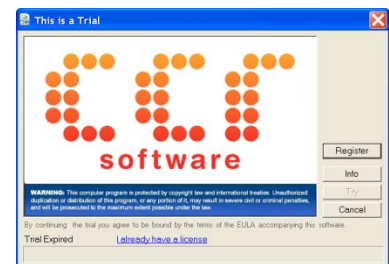 This is a Trial
ccr
software
WARNING: This computer program is protected by copyright law and international treaties. Unauthorized
duplication or distribution of this program, or any portion of it, may result in severe civil or criminal penalties,
and will be prosecuted to the maximum extent possible under the law.
Register
Info
Try
Cancel
By continuing the trial you agree to be bound by the terms of the EULA accompanying this software.
Trial Expired
I already have a license